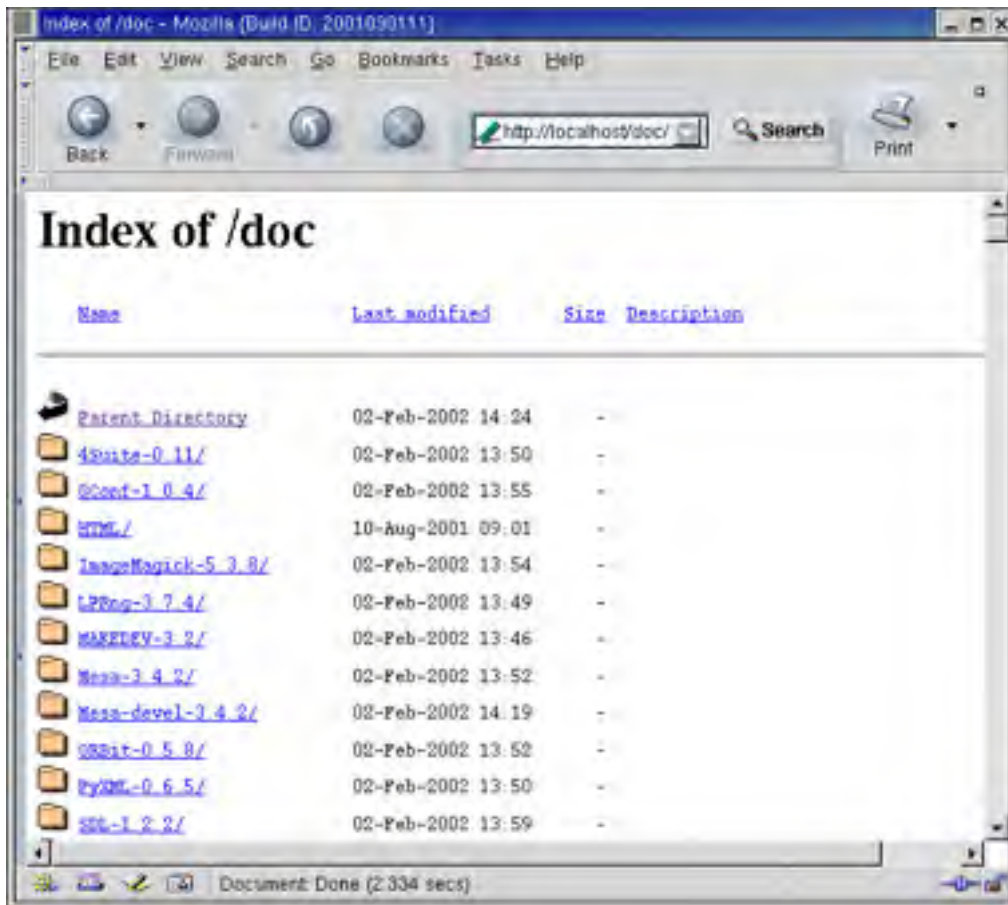 Index of /doc - Mozilla {Build ID: 2001090111}
File Edit View Search Go Bookmarks Tasks Help
http://localhost/doc/ Search
Back Forward Print
Index of /doc
Name Last modified Size Description
Parent Directory 02-Feb-2002 14:24 -
4Suite-0.11/ 02-Feb-2002 13:50 -
GConf-1.0.4/ 02-Feb-2002 13:55 -
HTML/ 10-Aug-2001 09:01 -
ImageMagick-5.3.8/ 02-Feb-2002 13:54 -
LPRng-3.7.4/ 02-Feb-2002 13:49 -
MAKEDEV-3.2/ 02-Feb-2002 13:46 -
Mesa-3.4.2/ 02-Feb-2002 13:52 -
Mesa-devel-3.4.2/ 02-Feb-2002 14:19 -
ORBit-0.5.8/ 02-Feb-2002 13:52 -
PyXML-0.6.5/ 02-Feb-2002 13:50 -
SDL-1.2.2/ 02-Feb-2002 13:59 -
Document: Done (2.334 secs)